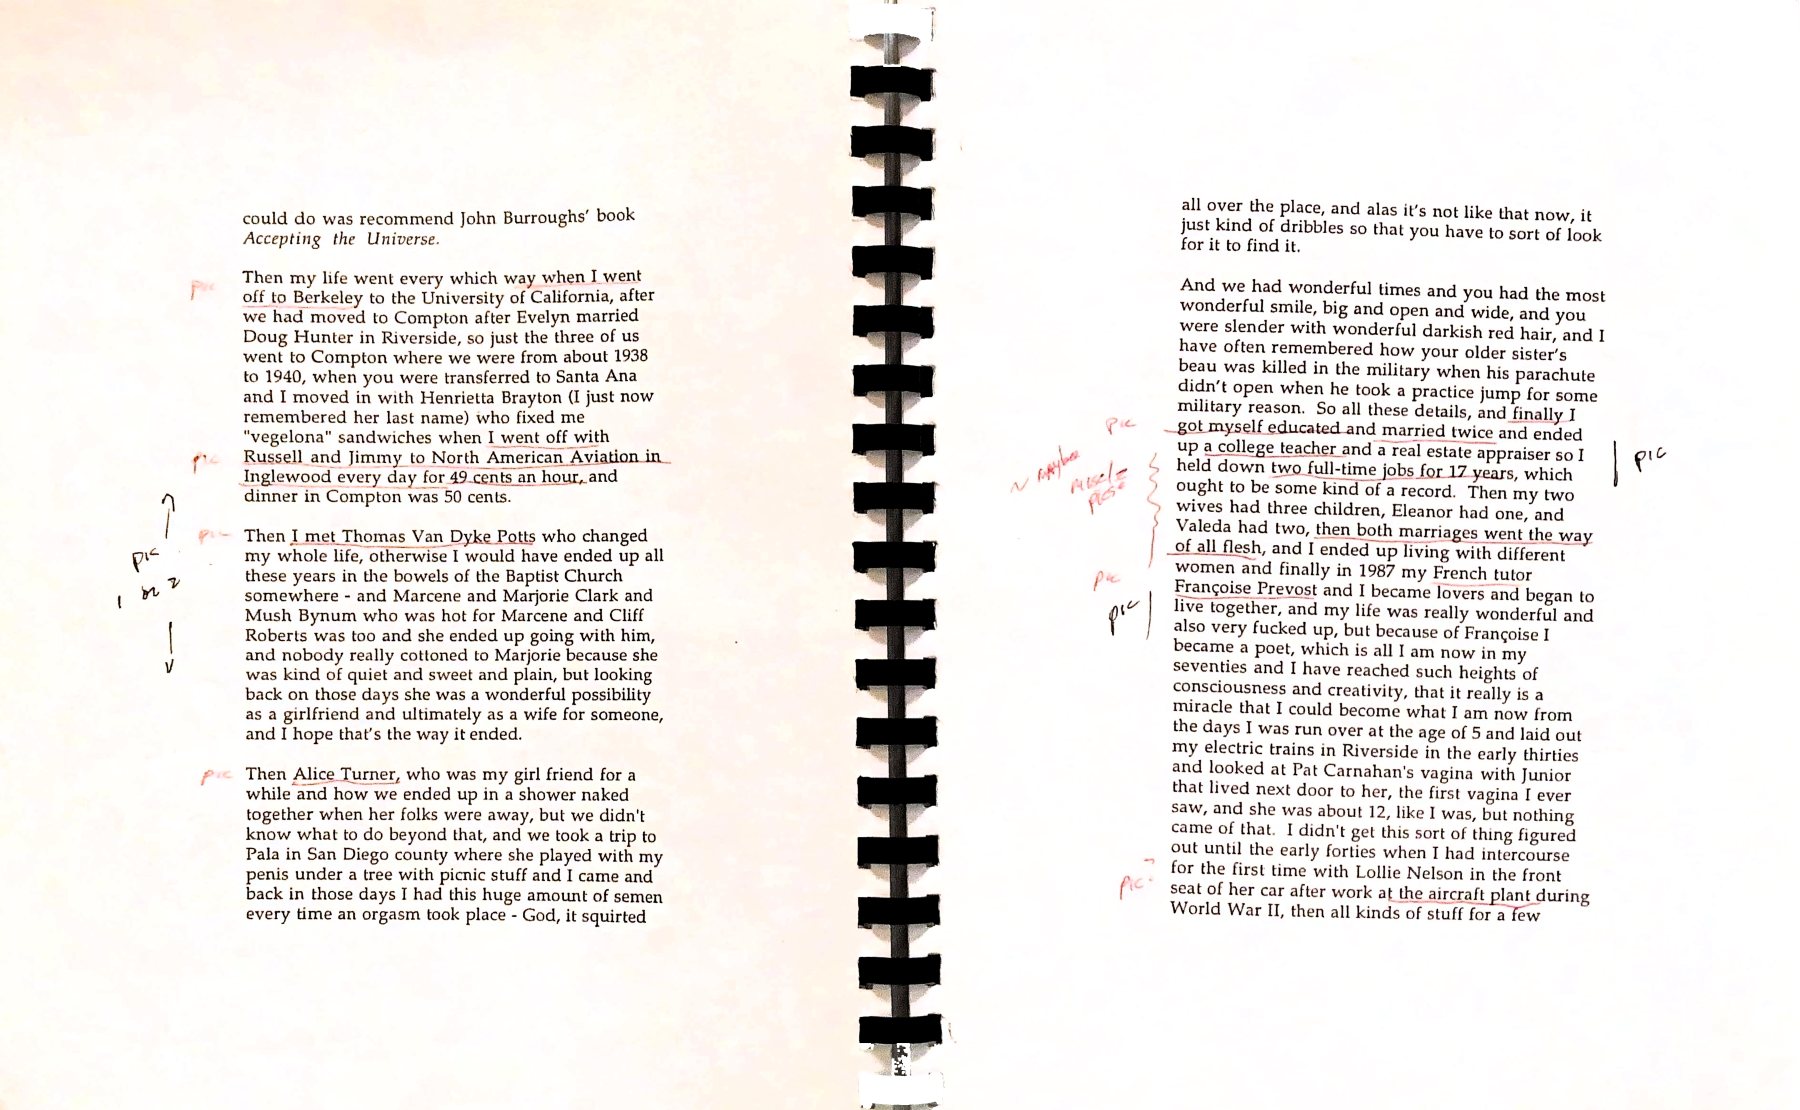 could do was recommend John Burroughs' book
Accepting the Universe.
pic
Then my life went every which way when I went
off to Berkeley to the University of California, after
we had moved to Compton after Evelyn married
Doug Hunter in Riverside, so just the three of us
went to Compton where we were from about 1938
to 1940, when you were transferred to Santa Ana
and I moved in with Henrietta Brayton (I just now
remembered her last name) who fixed me
"vegelona" sandwiches when I went off with
pic
Russell and Jimmy to North American Aviation in
Inglewood every day for 49 cents an hour, and
dinner in Compton was 50 cents.
pic
Then I met Thomas Van Dyke Potts who changed
my whole life, otherwise I would have ended up all
these years in the bowels of the Baptist Church
somewhere - and Marcene and Marjorie Clark and
Mush Bynum who was hot for Marcene and Cliff
Roberts was too and she ended up going with him,
and nobody really cottoned to Marjorie because she
was kind of quiet and sweet and plain, but looking
back on those days she was a wonderful possibility
as a girlfriend and ultimately as a wife for someone,
and I hope that's the way it ended.
pic
1 or 2
pic
Then Alice Turner, who was my girl friend for a
while and how we ended up in a shower naked
together when her folks were away, but we didn't
know what to do beyond that, and we took a trip to
Pala in San Diego county where she played with my
penis under a tree with picnic stuff and I came and
back in those days I had this huge amount of semen
every time an orgasm took place - God, it squirted
all over the place, and alas it's not like that now, it
just kind of dribbles so that you have to sort of look
for it to find it.
And we had wonderful times and you had the most
wonderful smile, big and open and wide, and you
were slender with wonderful darkish red hair, and I
have often remembered how your older sister's
beau was killed in the military when his parachute
didn't open when he took a practice jump for some
military reason. So all these details, and finally I
pic
got myself educated and married twice and ended
up a college teacher and a real estate appraiser so I
pic
held down two full-time jobs for 17 years, which
maybe
ought to be some kind of a record. Then my two
wives had three children, Eleanor had one, and
Valeda had two, then both marriages went the way
of all flesh, and I ended up living with different
women and finally in 1987 my French tutor
pic
Françoise Prevost and I became lovers and began to
pic
live together, and my life was really wonderful and
also very fucked up, but because of Françoise I
became a poet, which is all I am now in my
seventies and I have reached such heights of
consciousness and creativity, that it really is a
miracle that I could become what I am now from
the days I was run over at the age of 5 and laid out
my electric trains in Riverside in the early thirties
and looked at Pat Carnahan's vagina with Junior
that lived next door to her, the first vagina I ever
saw, and she was about 12, like I was, but nothing
came of that. I didn't get this sort of thing figured
out until the early forties when I had intercourse
for the first time with Lollie Nelson in the front
pic
seat of her car after work at the aircraft plant during
World War II, then all kinds of stuff for a few